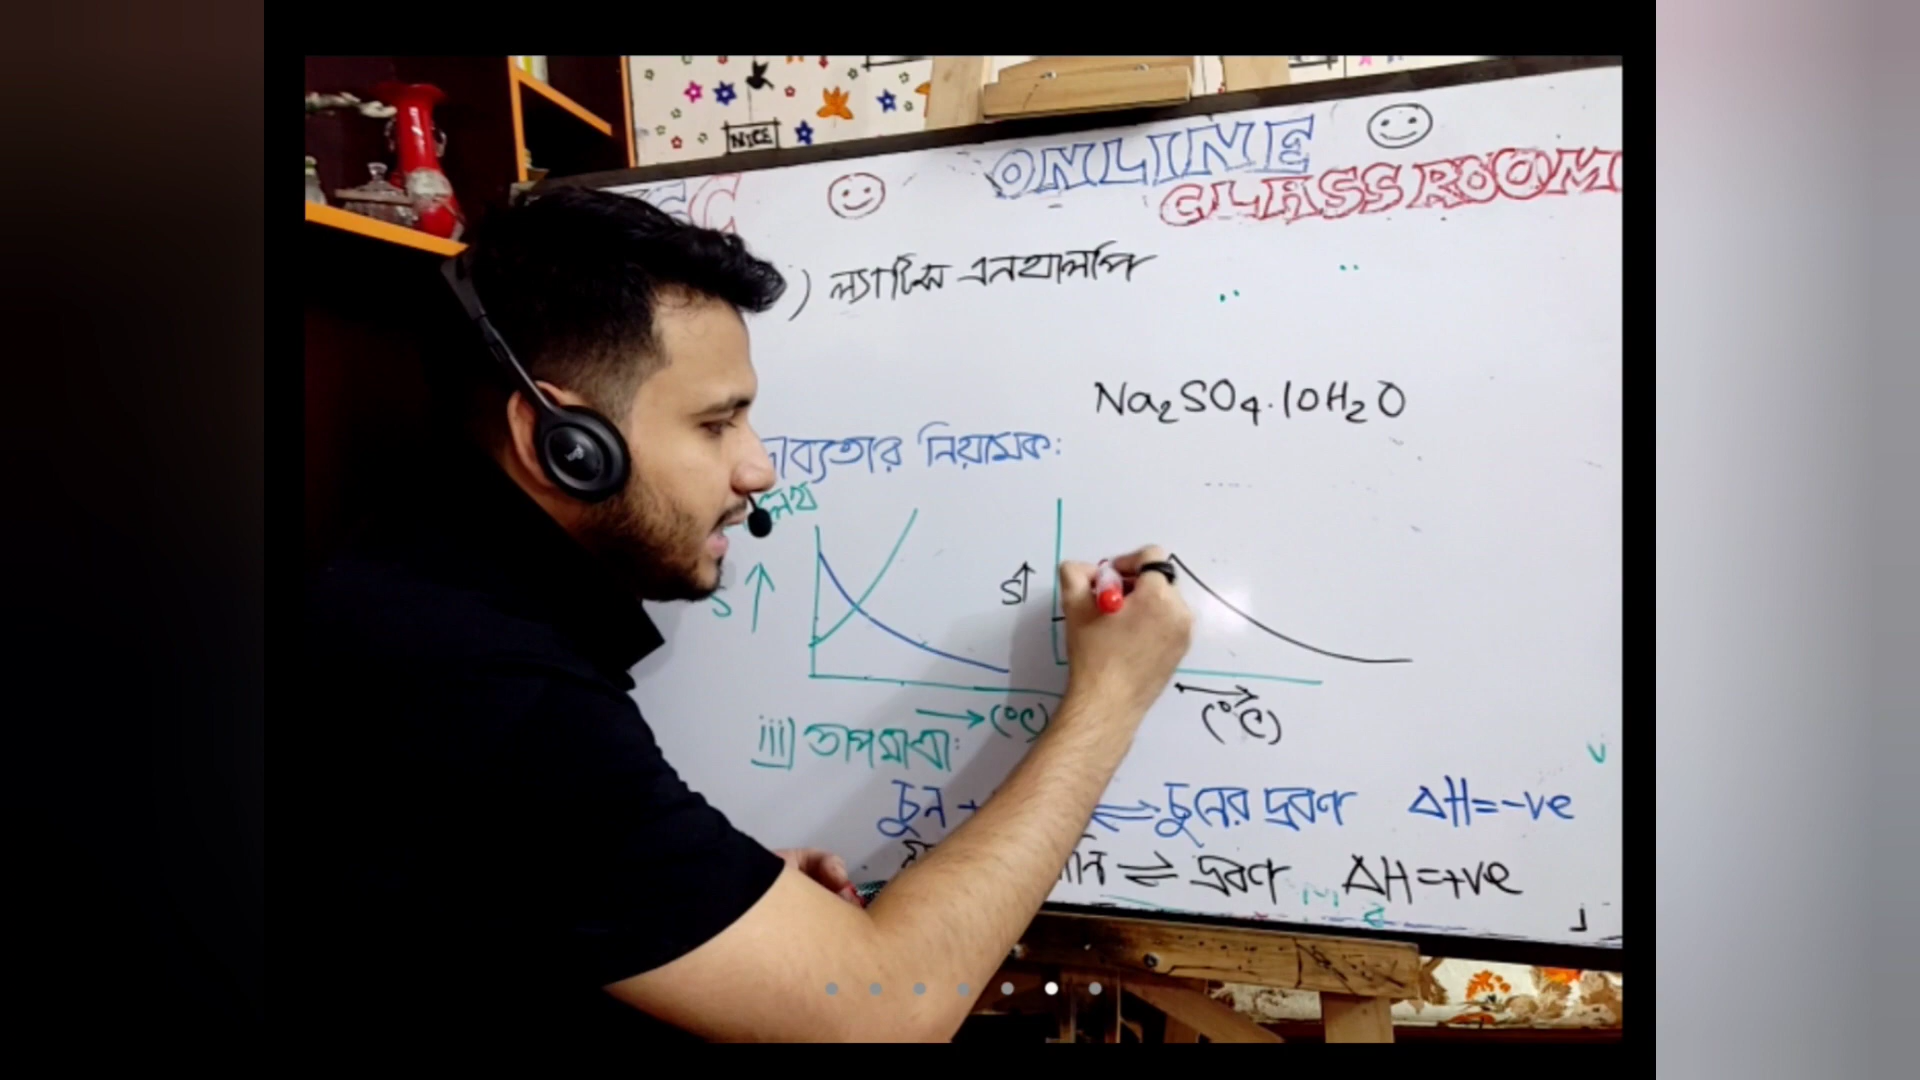 NICE
ONLINE
CLASSROOM
) ল্যাটিস এনথালপি
Na₂SO₄.10H₂O
দ্রাব্যতার নিয়ামক:
লেখ
S
S
(°C)
(°C)
iii) তাপমাত্রা:
চুন + ⇌ চুনের দ্রবণ ΔH=-ve
পানি ⇌ দ্রবণ ΔH=+ve